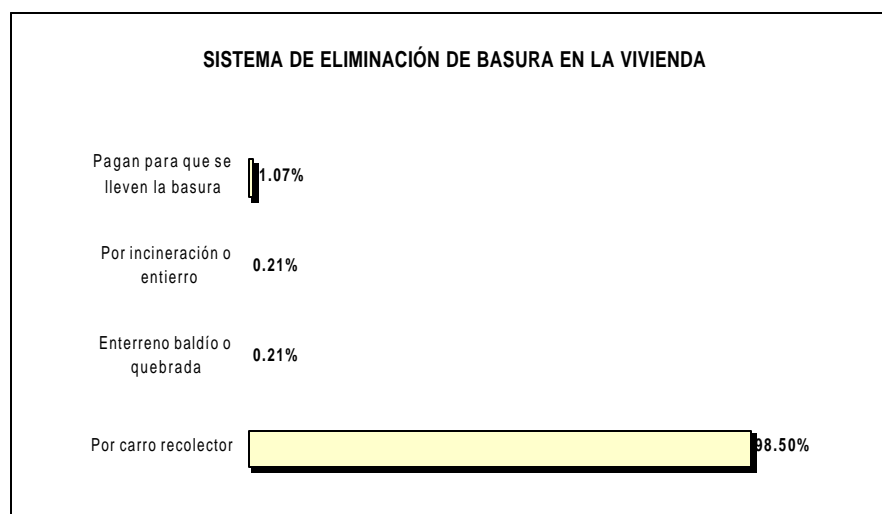 SISTEMA DE ELIMINACIÓN DE BASURA EN LA VIVIENDA
Pagan para que se
lleven la basura
1.07%
Por incineración o
entierro
0.21%
Enterreno baldío o
quebrada
0.21%
Por carro recolector
98.50%